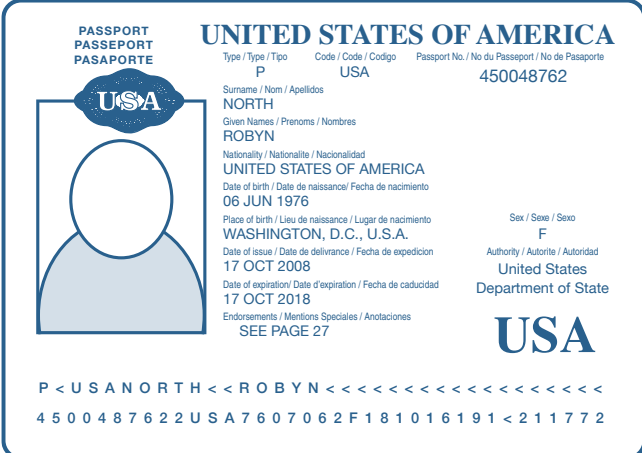 PASSPORT
PASSEPORT
PASAPORTE
USA
UNITED STATES OF AMERICA
Type / Type / Tipo Code / Code / Codigo Passport No. / No du Passeport / No de Pasaporte
P USA 450048762
Surname / Nom / Apellidos
NORTH
Given Names / Prenoms / Nombres
ROBYN
Nationality / Nationalite / Nacionalidad
UNITED STATES OF AMERICA
Date of birth / Date de naissance/ Fecha de nacimiento
06 JUN 1976
Place of birth / Lieu de naissance / Lugar de nacimiento
WASHINGTON, D.C., U.S.A.
Date of issue / Date de delivrance / Fecha de expedicion
17 OCT 2008
Date of expiration/ Date d'expiration / Fecha de caducidad
17 OCT 2018
Endorsements / Mentions Speciales / Anotaciones
SEE PAGE 27
Sex / Sexe / Sexo
F
Authority / Autorite / Autoridad
United States
Department of State
USA
P<USANORTH<<ROBYN<<<<<<<<<<<<<<<<<
4500487622USA7607062F181016191<211772